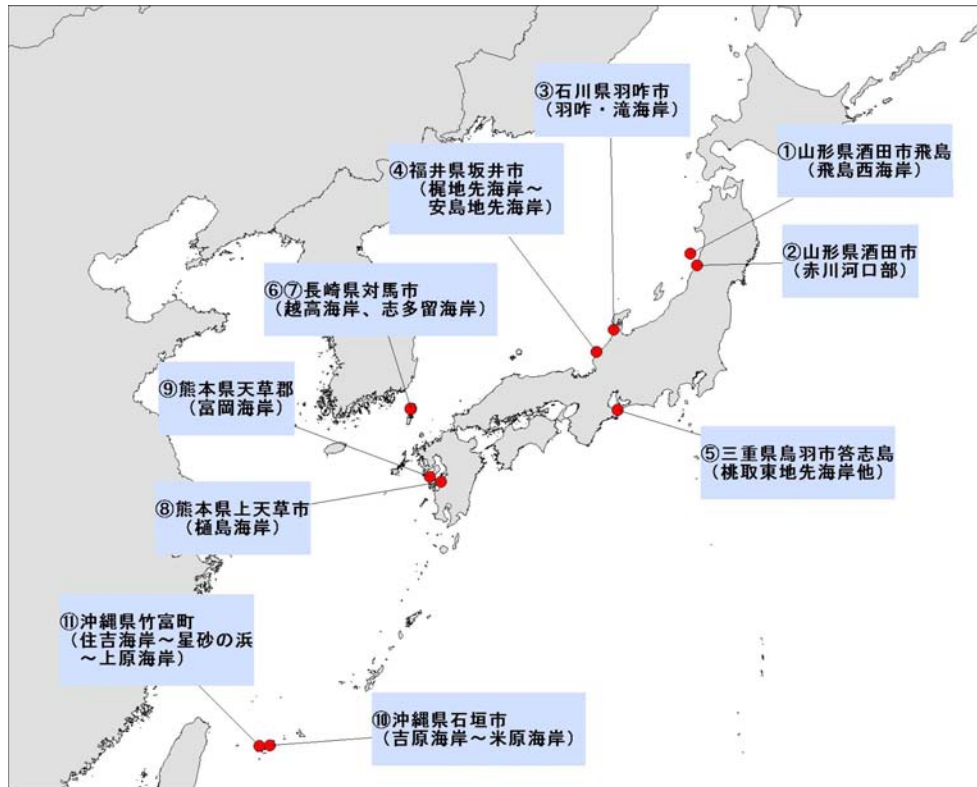 ③石川県羽咋市
(羽咋・滝海岸)
①山形県酒田市飛島
(飛島西海岸)
④福井県坂井市
(梶地先海岸～
安島地先海岸)
②山形県酒田市
(赤川河口部)
⑥⑦長崎県対馬市
(越高海岸、志多留海岸)
⑨熊本県天草郡
(富岡海岸)
⑤三重県鳥羽市答志島
(桃取東地先海岸他)
⑧熊本県上天草市
(樋島海岸)
⑪沖縄県竹富町
(住吉海岸～星砂の浜
～上原海岸)
⑩沖縄県石垣市
(吉原海岸～米原海岸)